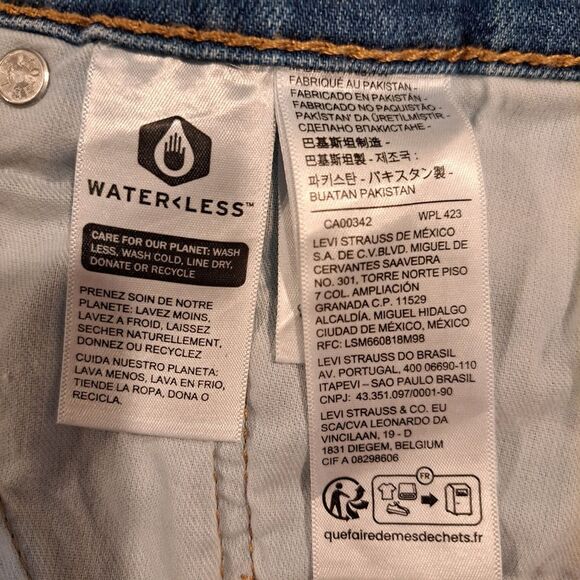 WATER<LESS™
CARE FOR OUR PLANET: WASH
LESS, WASH COLD, LINE DRY,
DONATE OR RECYCLE
PRENEZ SOIN DE NOTRE
PLANETE: LAVEZ MOINS,
LAVEZ A FROID, LAISSEZ
SECHER NATURELLEMENT,
DONNEZ OU RECYCLEZ
CUIDA NUESTRO PLANETA:
LAVA MENOS, LAVA EN FRIO,
TIENDE LA ROPA, DONA O
RECICLA.
FABRIQUÉ AU PAKISTAN -
FABRICADO EN PAKISTÁN -
FABRICADO NO PAQUISTÃO -
PAKİSTAN' DA ÜRETİLMİSTİR -
СДЕЛАНО ВПАКИСТАНЕ -
巴基斯坦制造 -
巴基斯坦製 - 제조국 :
파키스탄 - パキスタン製 -
BUATAN PAKISTAN
CA00342 WPL 423
LEVI STRAUSS DE MÉXICO
S.A. DE C.V.BLVD. MIGUEL DE
CERVANTES SAAVEDRA
NO. 301, TORRE NORTE PISO
7 COL. AMPLIACIÓN
GRANADA C.P. 11529
ALCALDÍA. MIGUEL HIDALGO
CIUDAD DE MÉXICO, MÉXICO
RFC: LSM660818M98
LEVI STRAUSS DO BRASIL
AV. PORTUGAL, 400 06690-110
ITAPEVI – SAO PAULO BRASIL
CNPJ: 43.351.097/0001-90
LEVI STRAUSS & CO. EU
SCA/CVA LEONARDO DA
VINCILAAN, 19 - D
1831 DIEGEM, BELGIUM
CIF A 08298606
FR
quefairedemesdechets.fr